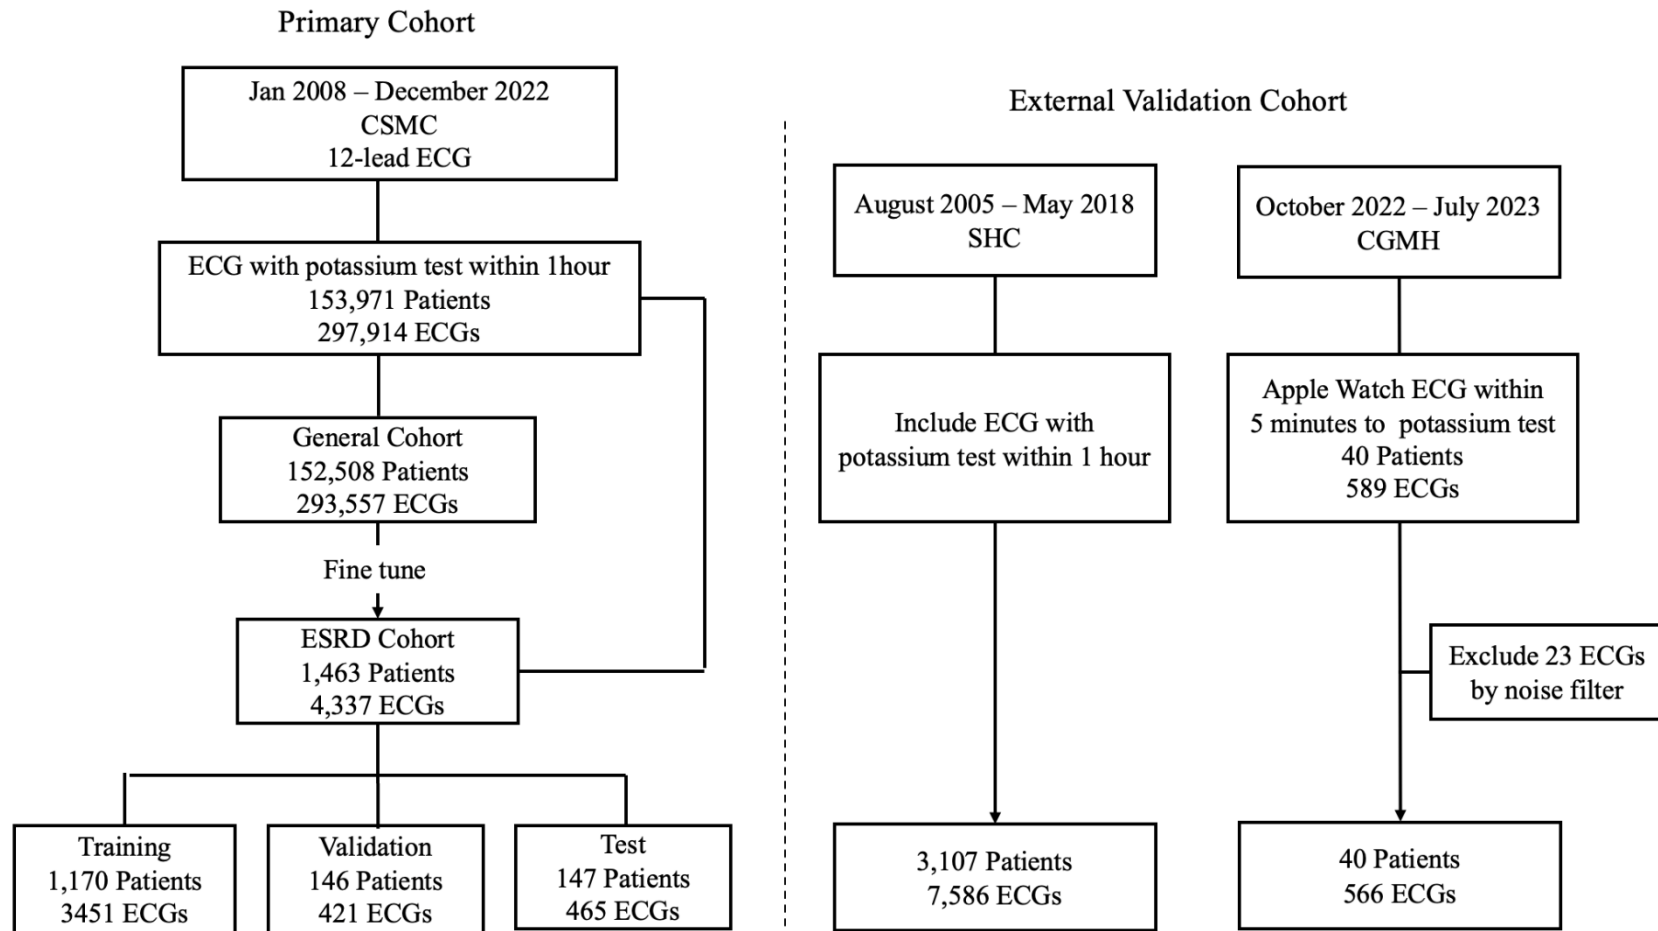 Primary Cohort
Jan 2008 – December 2022
CSMC
12-lead ECG
ECG with potassium test within 1hour
153,971 Patients
297,914 ECGs
General Cohort
152,508 Patients
293,557 ECGs
Fine tune
ESRD Cohort
1,463 Patients
4,337 ECGs
Training
1,170 Patients
3451 ECGs
Validation
146 Patients
421 ECGs
Test
147 Patients
465 ECGs
External Validation Cohort
August 2005 – May 2018
SHC
Include ECG with
potassium test within 1 hour
3,107 Patients
7,586 ECGs
October 2022 – July 2023
CGMH
Apple Watch ECG within
5 minutes to potassium test
40 Patients
589 ECGs
Exclude 23 ECGs
by noise filter
40 Patients
566 ECGs